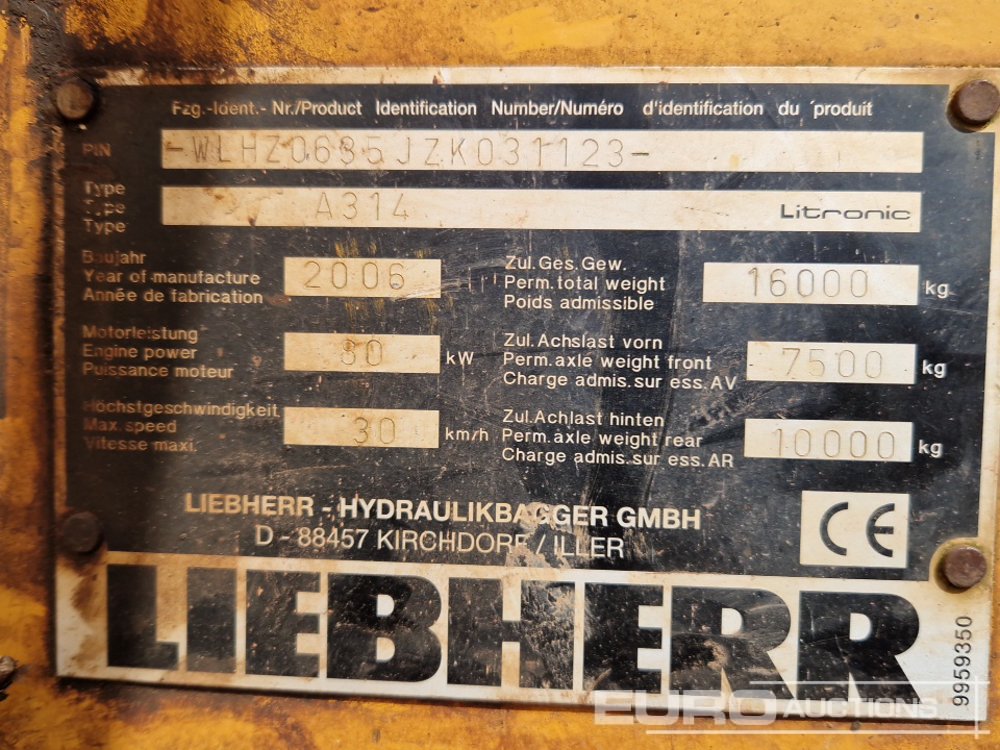 Fzg.-Ident.- Nr./Product Identification Number/Numéro d'identification du produit
PIN -WLHZ0685JZK031123-
Type
Type
Type
A314 Litronic
Baujahr
Year of manufacture
Année de fabrication
2006
Zul.Ges.Gew.
Perm.total weight
Poids admissible
16000 kg
Motorleistung
Engine power
Puissance moteur
80 kW
Zul.Achslast vorn
Perm.axle weight front
Charge admis.sur ess.AV
7500 kg
Höchstgeschwindigkeit
Max.speed
Vitesse maxi.
30 km/h
Zul.Achlast hinten
Perm.axle weight rear
Charge admis.sur ess.AR
10000 kg
LIEBHERR - HYDRAULIKBAGGER GMBH
D - 88457 KIRCHDORF / ILLER
CE
LIEBHERR
9959350
EURO AUCTIONS